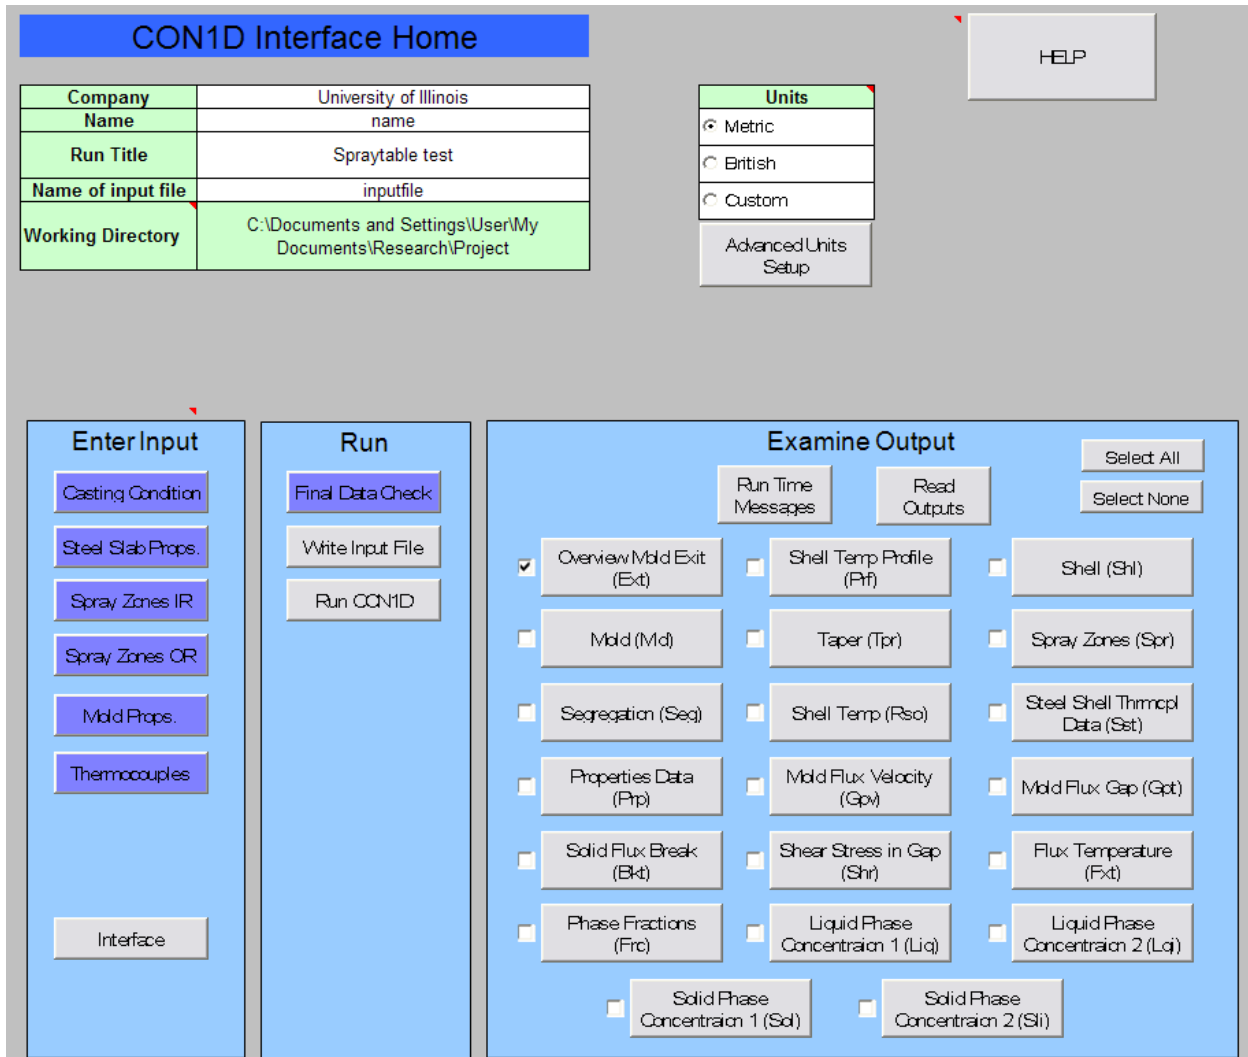 CON1D Interface Home
HELP
Company University of Illinois
Name name
Run Title Spraytable test
Name of input file inputfile
Working Directory C:\Documents and Settings\User\My
Documents\Research\Project
Units
Metric
British
Custom
Advanced Units
Setup
Enter Input
Casting Condition
Steel Slab Props.
Spray Zones IR
Spray Zones OR
Mold Props.
Thermocouples
Interface
Run
Final Data Check
Write Input File
Run CON1D
Examine Output
Select All
Select None
Run Time
Messages
Read
Outputs
Overview Mold Exit
(Ext)
Shell Temp Profile
(Prf)
Shell (Shl)
Mold (Md)
Taper (Tpr)
Spray Zones (Spr)
Segregation (Seg)
Shell Temp (Rso)
Steel Shell Thrmcpl
Data (Sst)
Properties Data
(Prp)
Mold Flux Velocity
(Gpv)
Mold Flux Gap (Gpt)
Solid Flux Break
(Bkt)
Shear Stress in Gap
(Shr)
Flux Temperature
(Fxt)
Phase Fractions
(Frc)
Liquid Phase
Concentraion 1 (Liq)
Liquid Phase
Concentraion 2 (Lqi)
Solid Phase
Concentraion 1 (Sol)
Solid Phase
Concentraion 2 (Sli)